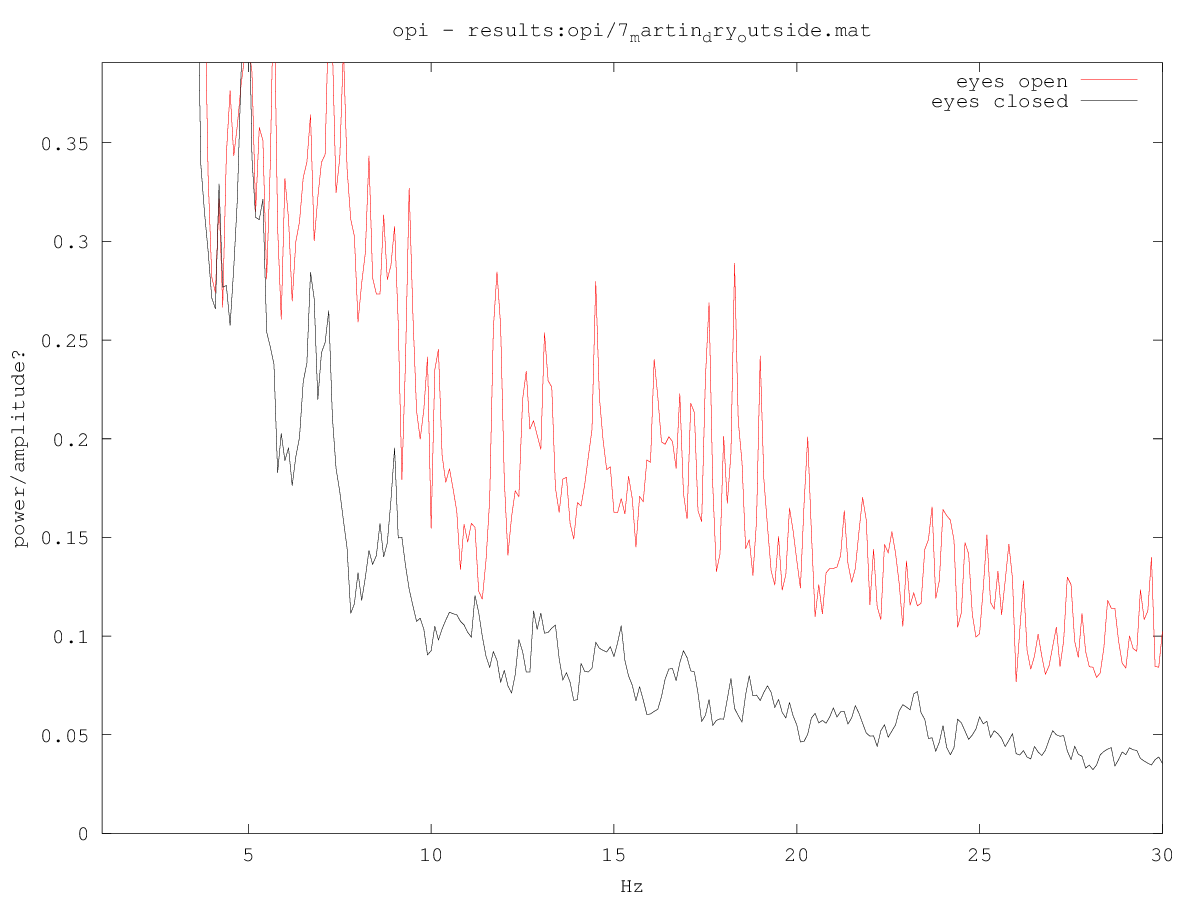 opi - results:opi/7martindryoutside.mat
eyes open
eyes closed
0.35
0.3
0.25
0.2
0.15
0.1
0.05
0
power/amplitude?
5 10 15 20 25 30
Hz